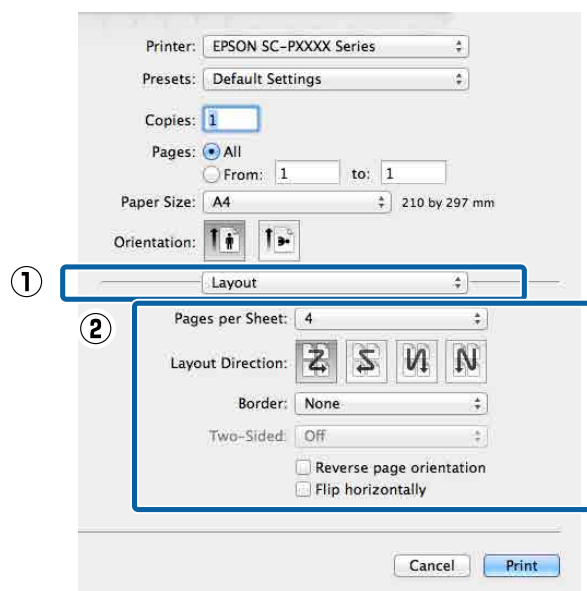 Printer: EPSON SC-PXXXX Series
Presets: Default Settings
Copies: 1
Pages: All
From: 1 to: 1
Paper Size: A4 210 by 297 mm
Orientation:
① Layout
②
Pages per Sheet: 4
Layout Direction:
Border: None
Two-Sided: Off
Reverse page orientation
Flip horizontally
Cancel Print